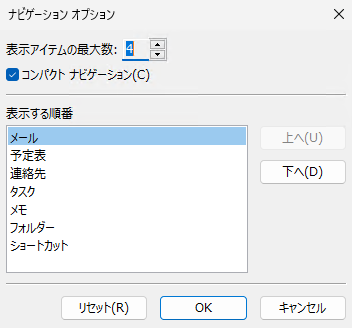 ナビゲーション オプション
表示アイテムの最大数: 4
コンパクト ナビゲーション(C)
表示する順番
メール
予定表
連絡先
タスク
メモ
フォルダー
ショートカット
上へ(U)
下へ(D)
リセット(R)
OK
キャンセル